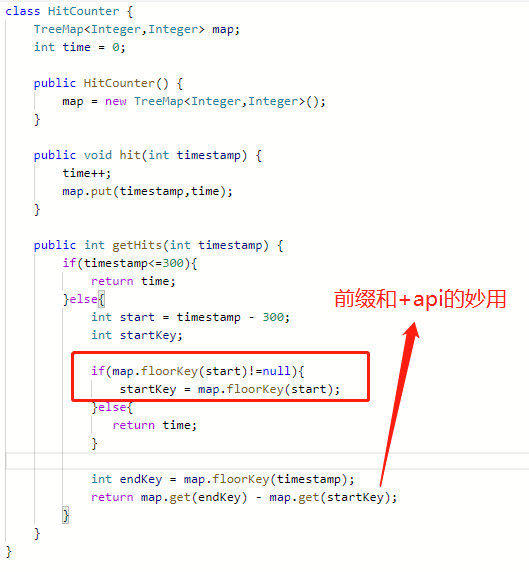 class HitCounter {
    TreeMap<Integer,Integer> map;
    int time = 0;

    public HitCounter() {
        map = new TreeMap<Integer,Integer>();
    }

    public void hit(int timestamp) {
        time++;
        map.put(timestamp,time);
    }

    public int getHits(int timestamp) {
        if(timestamp<=300){
            return time;
        }else{
            int start = timestamp - 300;
            int startKey;
前缀和+api的妙用

            if(map.floorKey(start)!=null){
                startKey = map.floorKey(start);
            }else{
               return time;
            }

            int endKey = map.floorKey(timestamp);
            return map.get(endKey) - map.get(startKey);
        }
    }
}